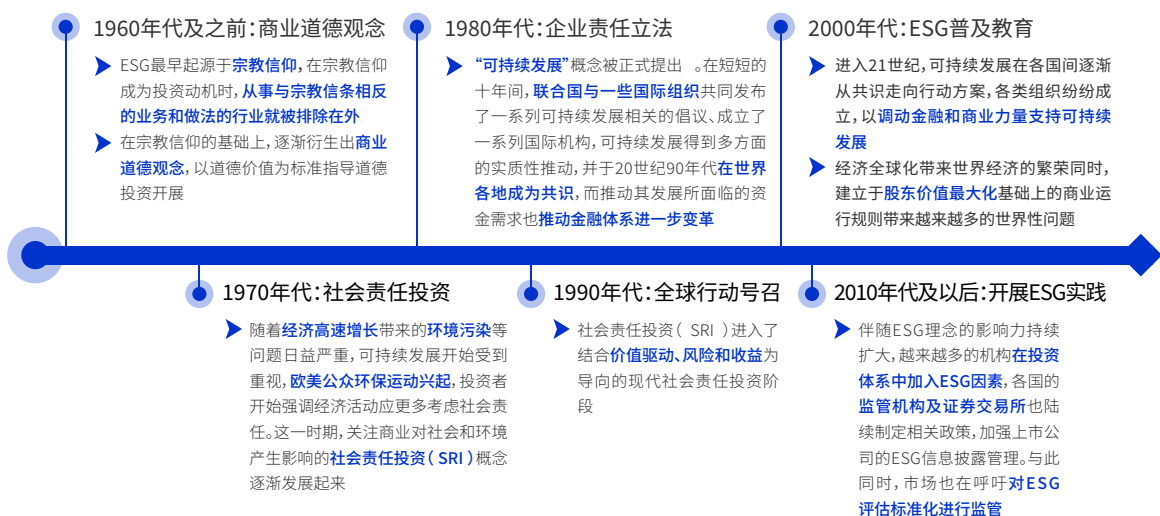 1960年代及之前：商业道德观念
ESG最早起源于宗教信仰，在宗教信仰
成为投资动机时，从事与宗教信条相反
的业务和做法的行业就被排除在外
在宗教信仰的基础上，逐渐衍生出商业
道德观念，以道德价值为标准指导道德
投资开展
1980年代：企业责任立法
“可持续发展”概念被正式提出 。在短短的
十年间，联合国与一些国际组织共同发布
了一系列可持续发展相关的倡议、成立了
一系列国际机构，可持续发展得到多方面
的实质性推动，并于20世纪90年代在世界
各地成为共识，而推动其发展所面临的资
金需求也推动金融体系进一步变革
2000年代：ESG普及教育
进入21世纪，可持续发展在各国间逐渐
从共识走向行动方案，各类组织纷纷成
立，以调动金融和商业力量支持可持续
发展
经济全球化带来世界经济的繁荣同时，
建立于股东价值最大化基础上的商业运
行规则带来越来越多的世界性问题
1970年代：社会责任投资
随着经济高速增长带来的环境污染等
问题日益严重，可持续发展开始受到
重视，欧美公众环保运动兴起，投资者
开始强调经济活动应更多考虑社会责
任。这一时期，关注商业对社会和环境
产生影响的社会责任投资（SRI）概念
逐渐发展起来
1990年代：全球行动号召
社会责任投资（ SRI ）进入了
结合价值驱动、风险和收益为
导向的现代社会责任投资阶
段
2010年代及以后：开展ESG实践
伴随ESG理念的影响力持续
扩大，越来越多的机构在投资
体系中加入ESG因素，各国的
监管机构及证券交易所也陆
续制定相关政策，加强上市公
司的ESG信息披露管理。与此
同时，市场也在呼吁对ESG
评估标准化进行监管